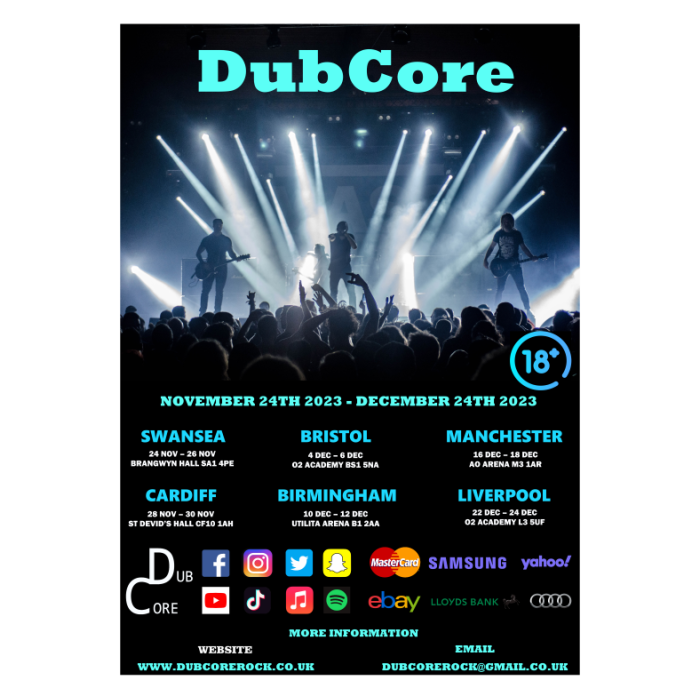 DubCore
18+
NOVEMBER 24TH 2023 - DECEMBER 24TH 2023
SWANSEA
24 NOV – 26 NOV
BRANGWYN HALL SA1 4PE
BRISTOL
4 DEC – 6 DEC
O2 ACADEMY BS1 5NA
MANCHESTER
16 DEC – 18 DEC
AO ARENA M3 1AR
CARDIFF
28 NOV – 30 NOV
ST DEVID'S HALL CF10 1AH
BIRMINGHAM
10 DEC – 12 DEC
UTILITA ARENA B1 2AA
LIVERPOOL
22 DEC – 24 DEC
O2 ACADEMY L3 5UF
DUB
CORE
MasterCard
SAMSUNG
yahoo!
ebay
LLOYDS BANK
MORE INFORMATION
WEBSITE
WWW.DUBCOREROCK.CO.UK
EMAIL
DUBCOREROCK@GMAIL.CO.UK